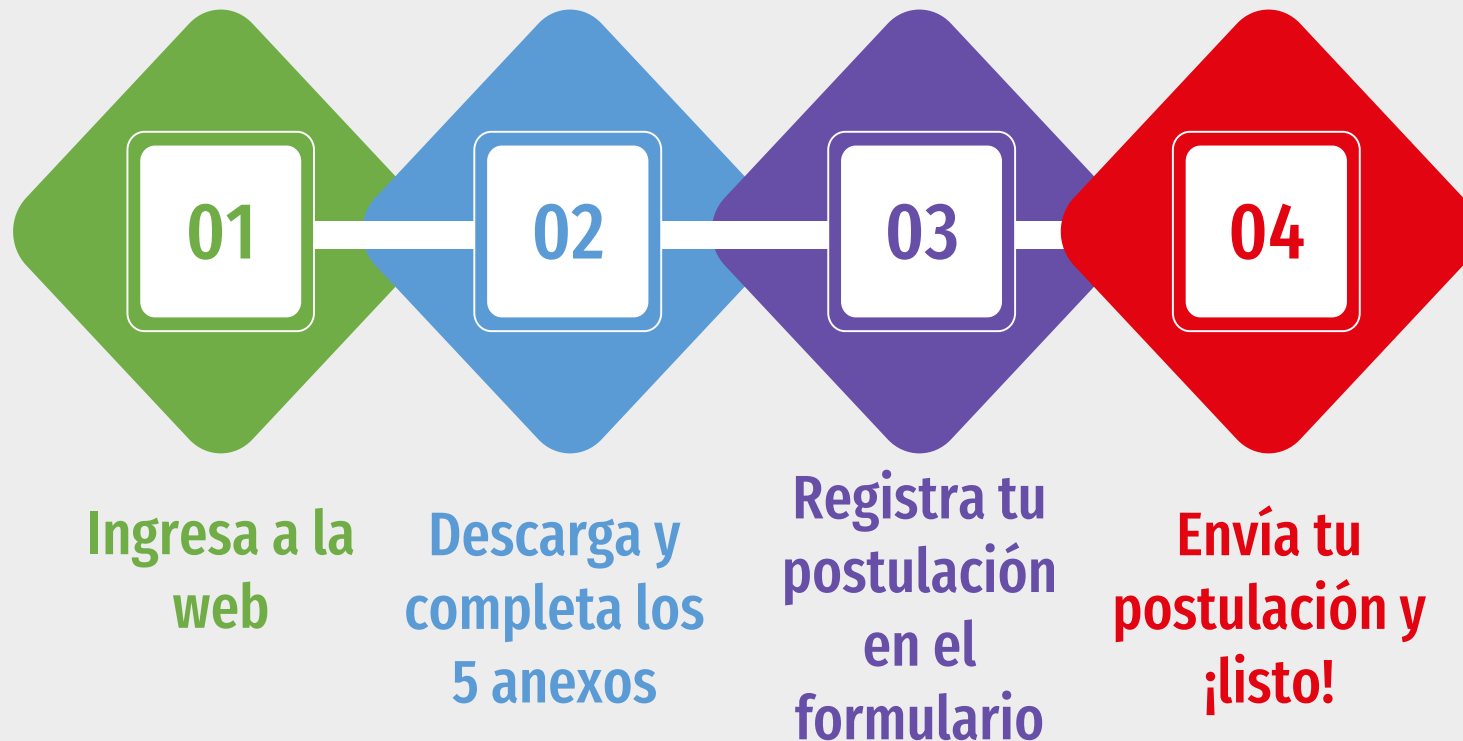 01
02
03
04
Ingresa a la
web
Descarga y
completa los
5 anexos
Registra tu
postulación
en el
formulario
Envía tu
postulación y
¡listo!